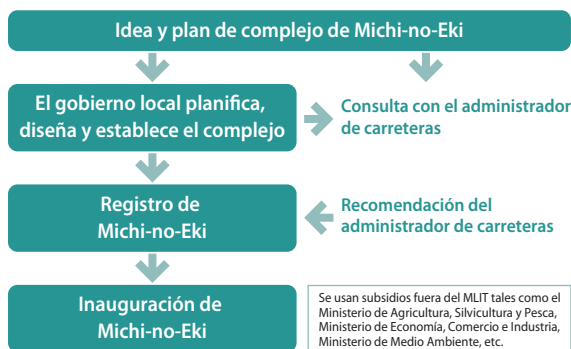 Idea y plan de complejo de Michi-no-Eki
El gobierno local planifica,
diseña y establece el complejo
Consulta con el administrador
de carreteras
Registro de
Michi-no-Eki
Recomendación del
administrador de carreteras
Inauguración de
Michi-no-Eki
Se usan subsidios fuera del MLIT tales como el
Ministerio de Agricultura, Silvicultura y Pesca,
Ministerio de Economía, Comercio e Industria,
Ministerio de Medio Ambiente, etc.